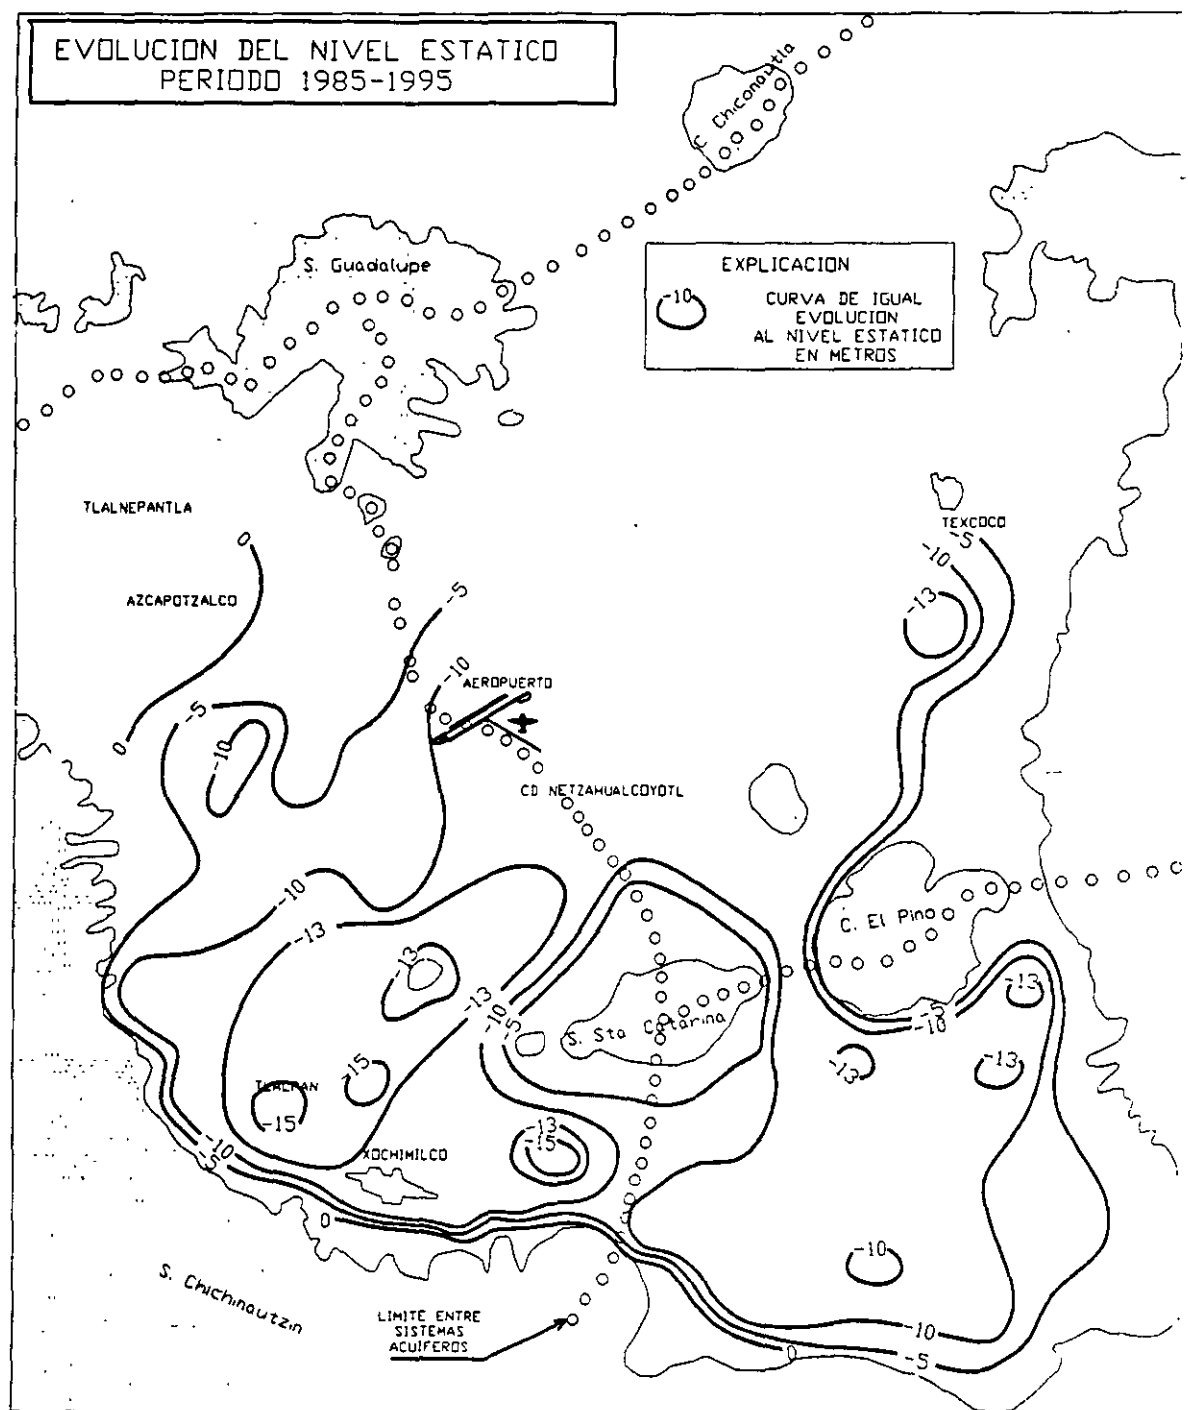 EVOLUCION DEL NIVEL ESTATICO
PERIODO 1985-1995
C. Chiconautla
S. Guadalupe
EXPLICACION
-10
CURVA DE IGUAL
EVOLUCION
AL NIVEL ESTATICO
EN METROS
TLALNEPANTLA
TEXCOCO
0
-5
-10
AZCAPOTZALCO
-5
-13
-10
AEROPUERTO
-5
0
-10
CD NETZAHUALCOYOTL
-10
C. El Pino
-13
-13
-13
-13
-10
-5
-5
-10
S. Sta Catarina
-15
-13
-13
TLALPAN
-15
-13
-15
-10
-5
XOCHIMILCO
0
-10
S. Chichinautzin
LIMITE ENTRE
SISTEMAS
ACUIFEROS
-10
0
-5